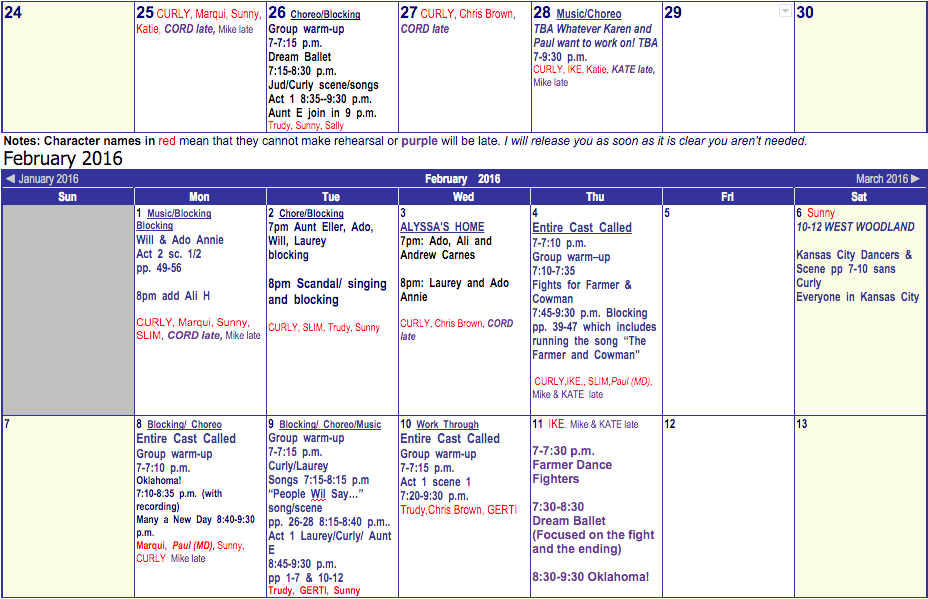 24
25 CURLY, Marqui, Sunny,
Katie, CORD late, Mike late
26 Choreo/Blocking
Group warm-up
7-7:15 p.m.
Dream Ballet
7:15-8:30 p.m.
Jud/Curly scene/songs
Act 1 8:35--9:30 p.m.
Aunt E join in 9 p.m.
Trudy, Sunny, Sally
27 CURLY, Chris Brown,
CORD late
28 Music/Choreo
TBA Whatever Karen and
Paul want to work on! TBA
7-9:30 p.m.
CURLY, IKE, Katie, KATE late,
Mike late
29
30
Notes: Character names in red mean that they cannot make rehearsal or purple will be late. I will release you as soon as it is clear you aren't needed.
February 2016
◄ January 2016
February 2016
March 2016 ►
Sun
Mon
Tue
Wed
Thu
Fri
Sat
1 Music/Blocking
Blocking
Will & Ado Annie
Act 2 sc. 1/2
pp. 49-56
8pm add Ali H
CURLY, Marqui, Sunny,
SLIM, CORD late, Mike late
2 Chore/Blocking
7pm Aunt Eller, Ado,
Will, Laurey
blocking
8pm Scandal/ singing
and blocking
CURLY, SLIM, Trudy, Sunny
3
ALYSSA'S HOME
7pm: Ado, Ali and
Andrew Carnes
8pm: Laurey and Ado
Annie
CURLY, Chris Brown, CORD
late
4
Entire Cast Called
7-7:10 p.m.
Group warm–up
7:10-7:35
Fights for Farmer &
Cowman
7:45-9:30 p.m. Blocking
pp. 39-47 which includes
running the song "The
Farmer and Cowman"
CURLY,IKE., SLIM,Paul (MD),
Mike & KATE late
5
6 Sunny
10-12 WEST WOODLAND
Kansas City Dancers &
Scene pp 7-10 sans
Curly
Everyone in Kansas City
7
8 Blocking/ Choreo
Entire Cast Called
Group warm-up
7-7:10 p.m.
Oklahoma!
7:10-8:35 p.m. (with
recording)
Many a New Day 8:40-9:30
p.m.
Marqui, Paul (MD), Sunny,
CURLY Mike late
9 Blocking/ Choreo/Music
Group warm-up
7-7:15 p.m.
Curly/Laurey
Songs 7:15-8:15 p.m
"People Wil Say…"
song/scene
pp. 26-28 8:15-8:40 p.m..
Act 1 Laurey/Curly/ Aunt
E
8:45-9:30 p.m.
pp 1-7 & 10-12
Trudy, GERTI, Sunny
10 Work Through
Entire Cast Called
Group warm-up
7-7:15 p.m.
Act 1 scene 1
7:20-9:30 p.m.
Trudy,Chris Brown, GERTI
11 IKE. Mike & KATE late
7-7:30 p.m.
Farmer Dance
Fighters
7:30-8:30
Dream Ballet
(Focused on the fight
and the ending)
8:30-9:30 Oklahoma!
12
13